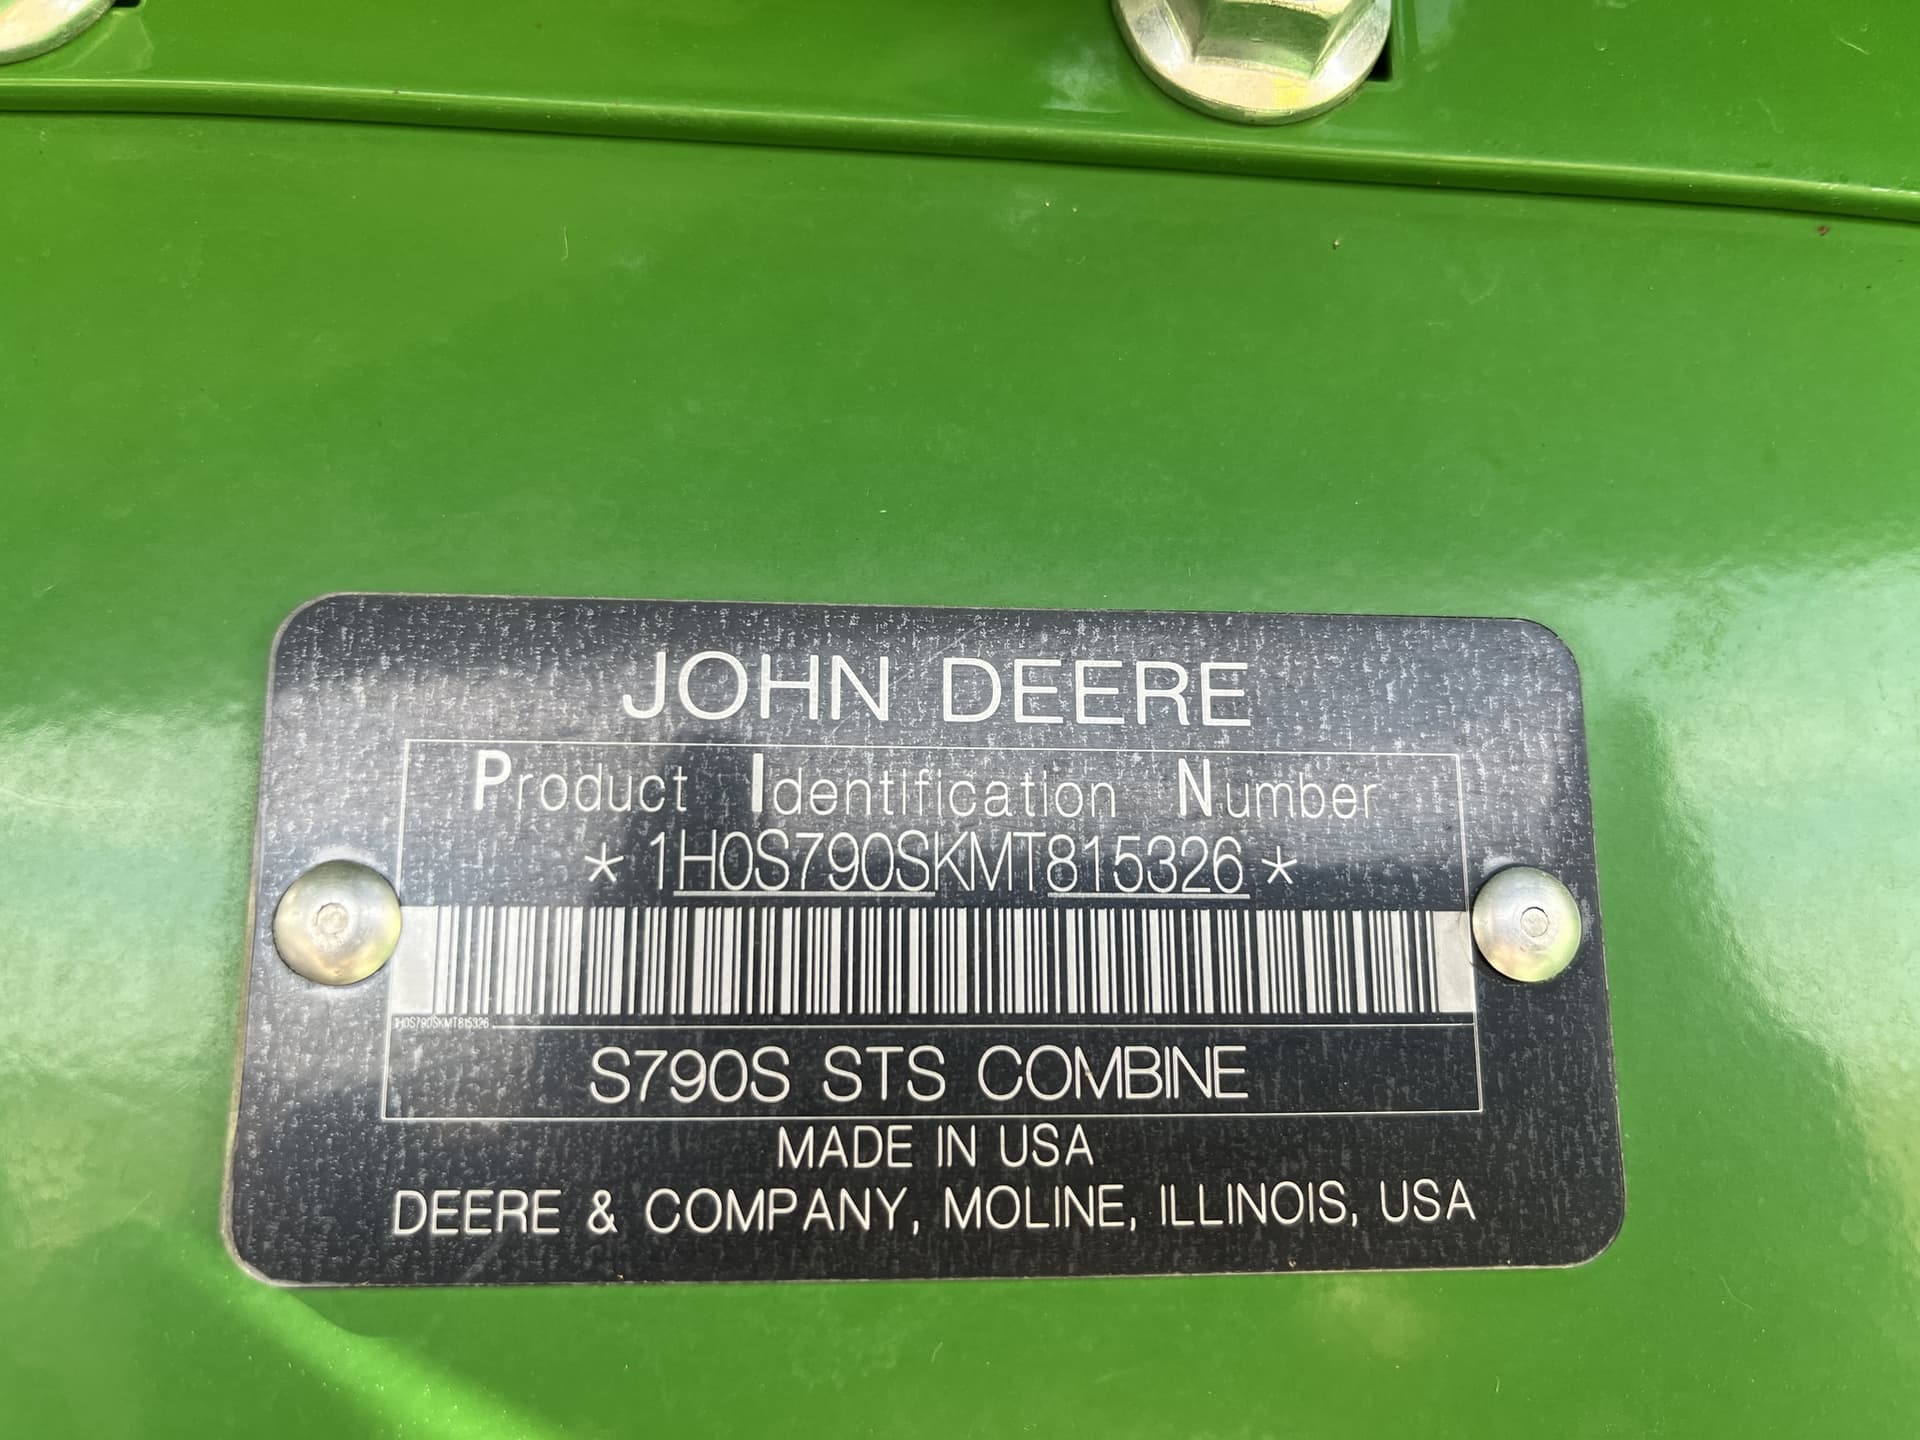 JOHN DEERE
Product Identification Number
* 1H0S790SKMT815326 *
1H0S790SKMT815326
S790S STS COMBINE
MADE IN USA
DEERE & COMPANY, MOLINE, ILLINOIS, USA